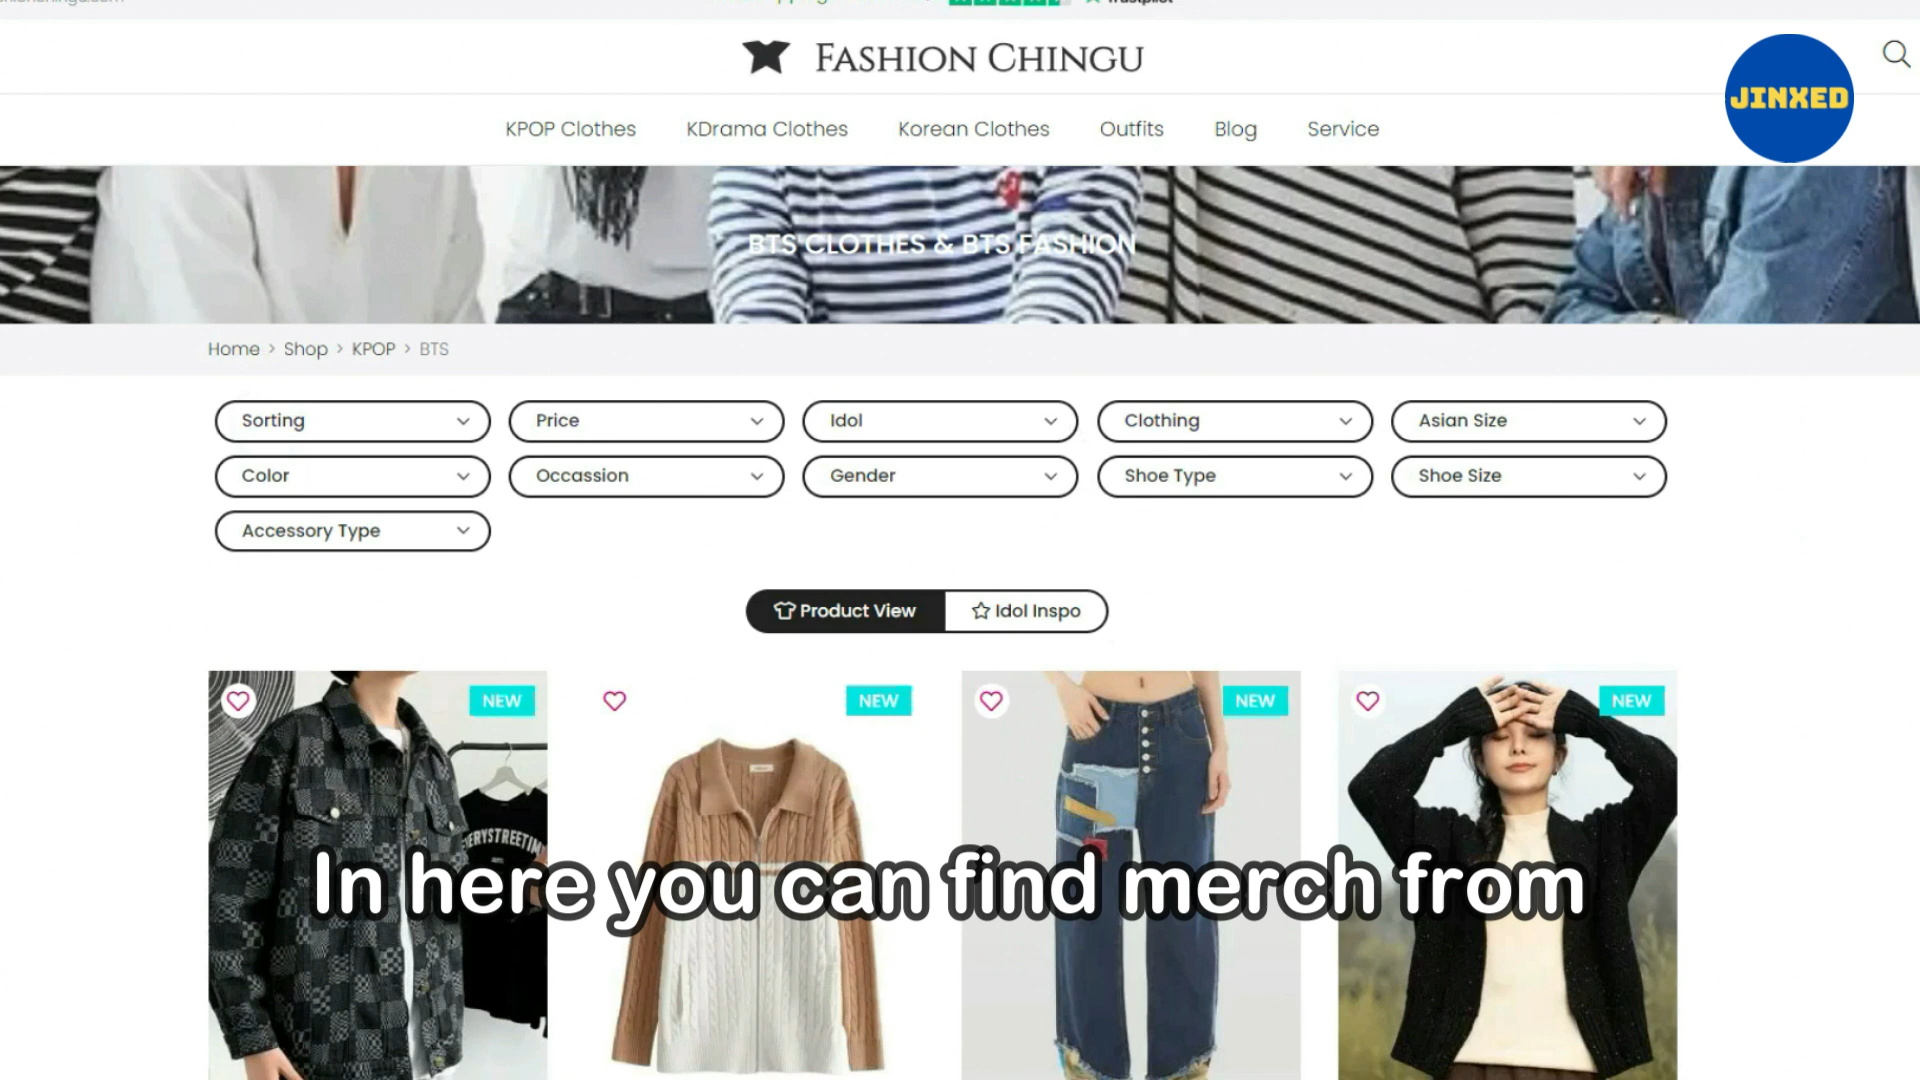 Trustpilot
FASHION CHINGU
JINXED
KPOP Clothes KDrama Clothes Korean Clothes Outfits Blog Service
BTS CLOTHES & BTS FASHION
Home > Shop > KPOP > BTS
Sorting Price Idol Clothing Asian Size
Color Occassion Gender Shoe Type Shoe Size
Accessory Type
Product View Idol Inspo
NEW NEW NEW NEW
In here you can find merch from